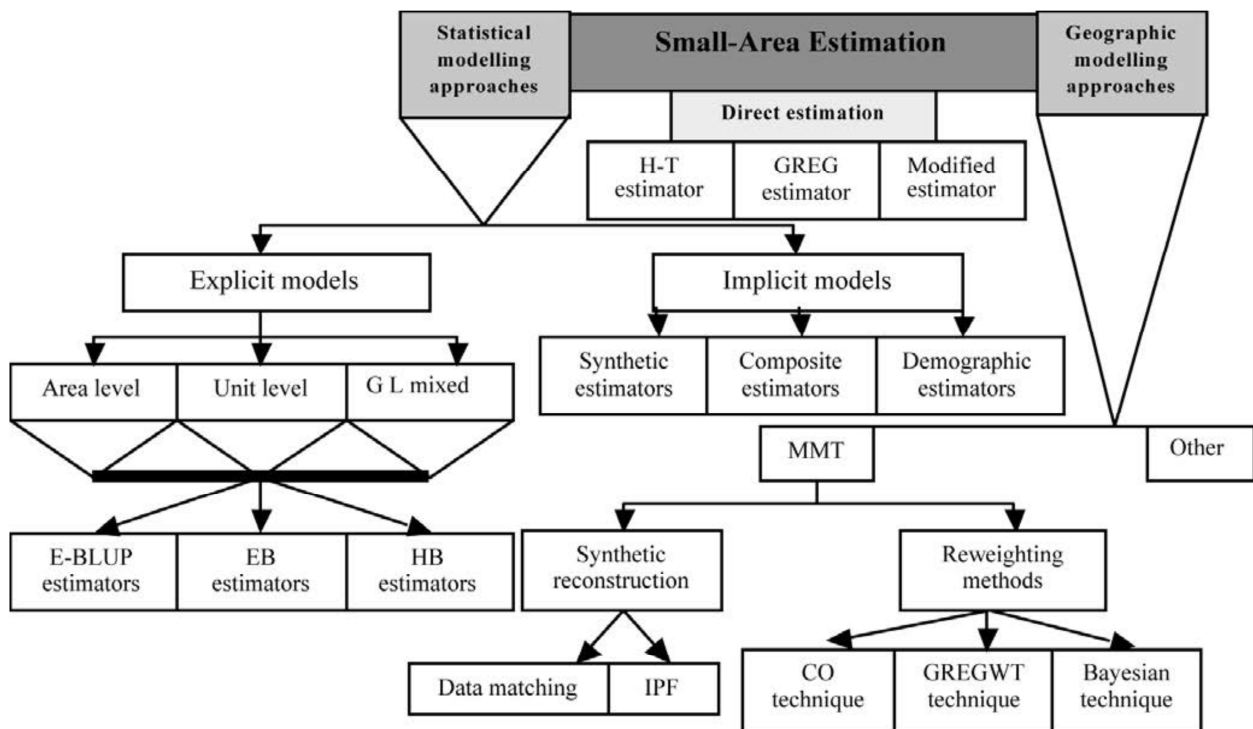 Statistical
modelling
approaches
Small-Area Estimation
Geographic
modelling
approaches
Direct estimation
H-T
estimator
GREG
estimator
Modified
estimator
Explicit models
Implicit models
Area level
Unit level
G L mixed
Synthetic
estimators
Composite
estimators
Demographic
estimators
MMT
Other
E-BLUP
estimators
EB
estimators
HB
estimators
Synthetic
reconstruction
Reweighting
methods
Data matching
IPF
CO
technique
GREGWT
technique
Bayesian
technique